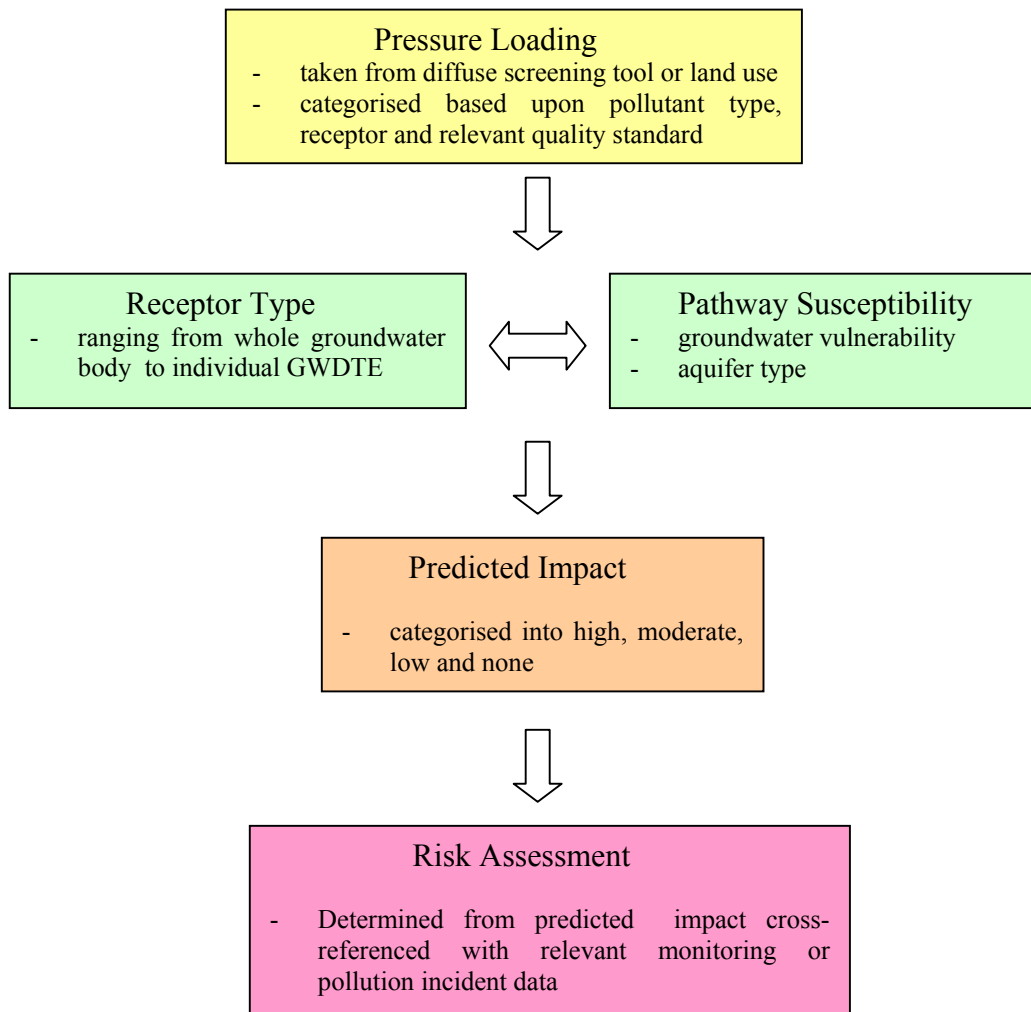 Pressure Loading
- taken from diffuse screening tool or land use
- categorised based upon pollutant type,
receptor and relevant quality standard
Receptor Type
- ranging from whole groundwater
body to individual GWDTE
Pathway Susceptibility
- groundwater vulnerability
- aquifer type
Predicted Impact
- categorised into high, moderate,
low and none
Risk Assessment
- Determined from predicted impact cross-
referenced with relevant monitoring or
pollution incident data